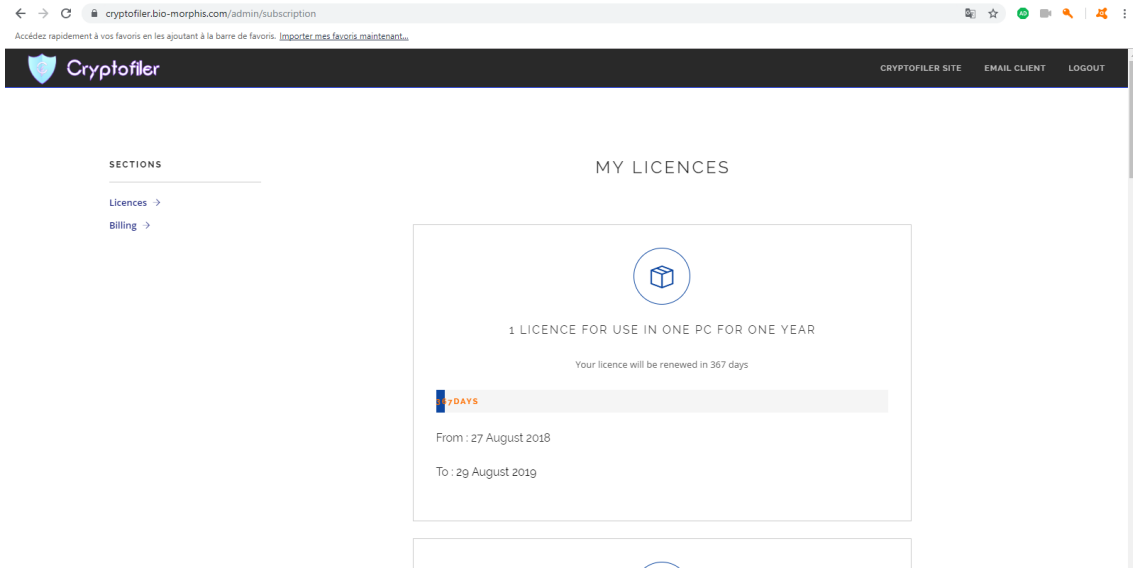 cryptofiler.bio-morphis.com/admin/subscription
Accédez rapidement à vos favoris en les ajoutant à la barre de favoris. Importer mes favoris maintenant...
Cryptofiler
CRYPTOFILER SITE EMAIL CLIENT LOGOUT
SECTIONS
Licences →
Billing →
MY LICENCES
1 LICENCE FOR USE IN ONE PC FOR ONE YEAR
Your licence will be renewed in 367 days
367DAYS
From : 27 August 2018
To : 29 August 2019